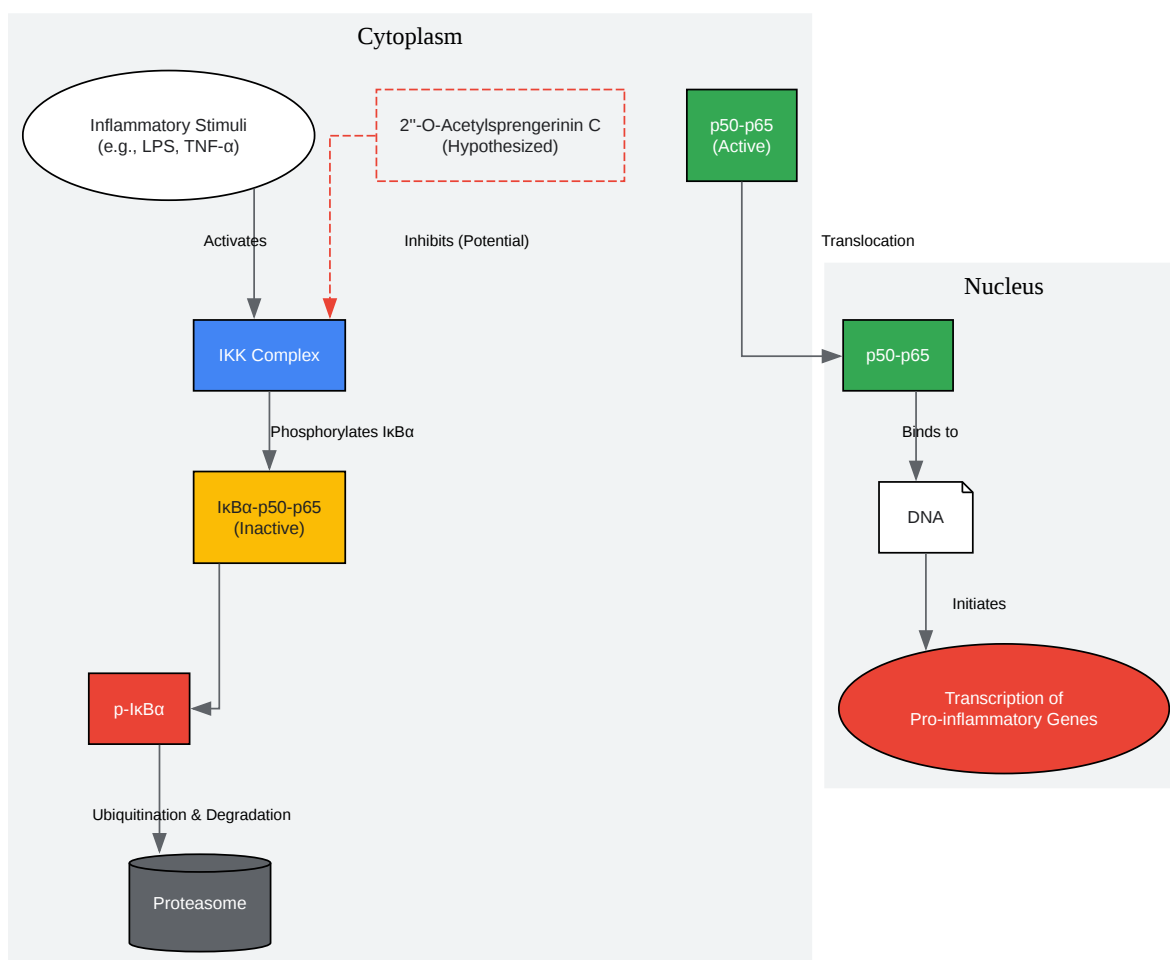 Cytoplasm
Inflammatory Stimuli
(e.g., LPS, TNF-α)
2''-O-Acetylsprengerinin C
(Hypothesized)
p50-p65
(Active)
Activates
Inhibits (Potential)
Translocation
Nucleus
IKK Complex
p50-p65
Phosphorylates IκBα
Binds to
IκBα-p50-p65
(Inactive)
DNA
Initiates
p-IκBα
Transcription of
Pro-inflammatory Genes
Ubiquitination & Degradation
Proteasome